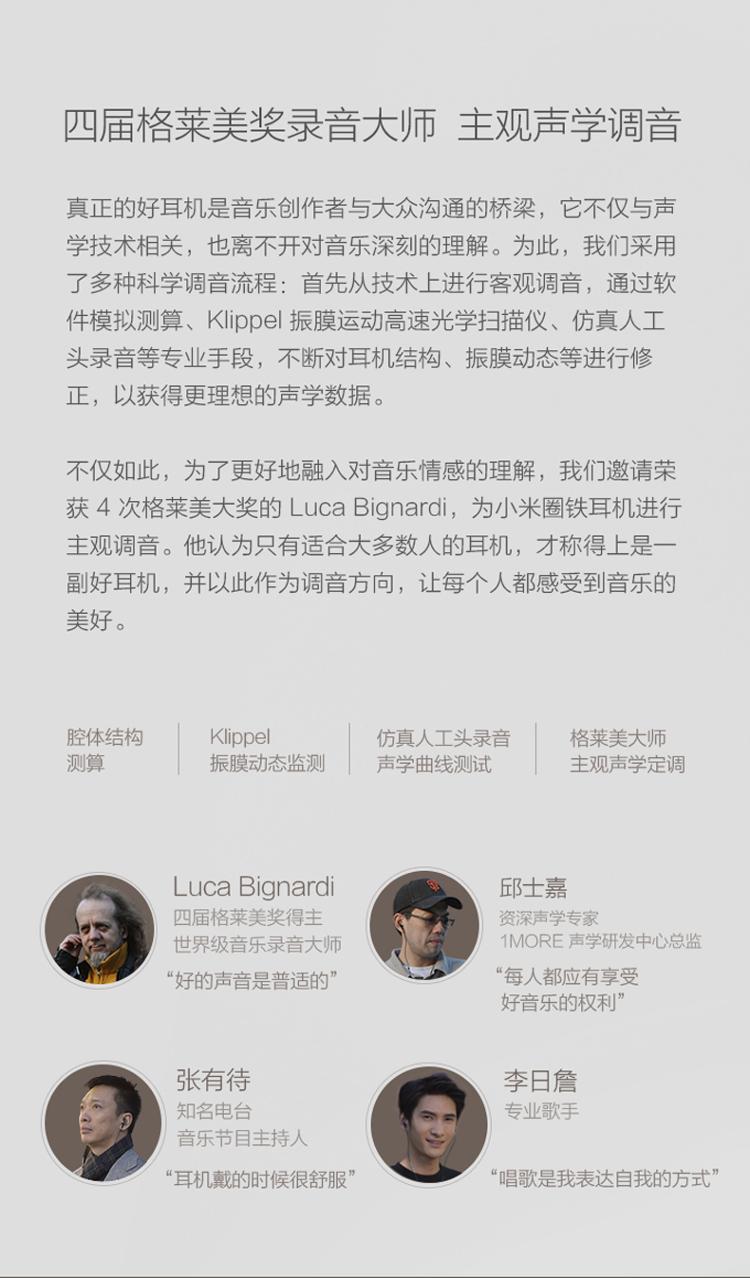 四届格莱美奖录音大师 主观声学调音
真正的好耳机是音乐创作者与大众沟通的桥梁，它不仅与声
学技术相关，也离不开对音乐深刻的理解。为此，我们采用
了多种科学调音流程：首先从技术上进行客观调音，通过软
件模拟测算、Klippel 振膜运动高速光学扫描仪、仿真人工
头录音等专业手段，不断对耳机结构、振膜动态等进行修
正，以获得更理想的声学数据。
不仅如此，为了更好地融入对音乐情感的理解，我们邀请荣
获 4 次格莱美大奖的 Luca Bignardi，为小米圈铁耳机进行
主观调音。他认为只有适合大多数人的耳机，才称得上是一
副好耳机，并以此作为调音方向，让每个人都感受到音乐的
美好。
腔体结构
测算
Klippel
振膜动态监测
仿真人工头录音
声学曲线测试
格莱美大师
主观声学定调
Luca Bignardi
四届格莱美奖得主
世界级音乐录音大师
“好的声音是普适的”
邱士嘉
资深声学专家
1MORE 声学研发中心总监
“每人都应有享受
好音乐的权利”
张有待
知名电台
音乐节目主持人
“耳机戴的时候很舒服”
李日詹
专业歌手
“唱歌是我表达自我的方式”